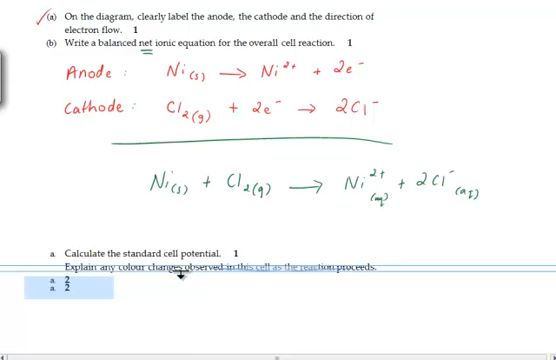 (a) On the diagram, clearly label the anode, the cathode and the direction of
electron flow. 1
(b) Write a balanced net ionic equation for the overall cell reaction. 1
Anode : Ni(s) → Ni²⁺ + 2e⁻
Cathode : Cl₂(g) + 2e⁻ → 2Cl⁻
Ni(s) + Cl₂(g) → Ni²⁺(aq) + 2Cl⁻(aq)
a. Calculate the standard cell potential. 1
Explain any colour changes observed in this cell as the reaction proceeds.
a. 2
a. 2